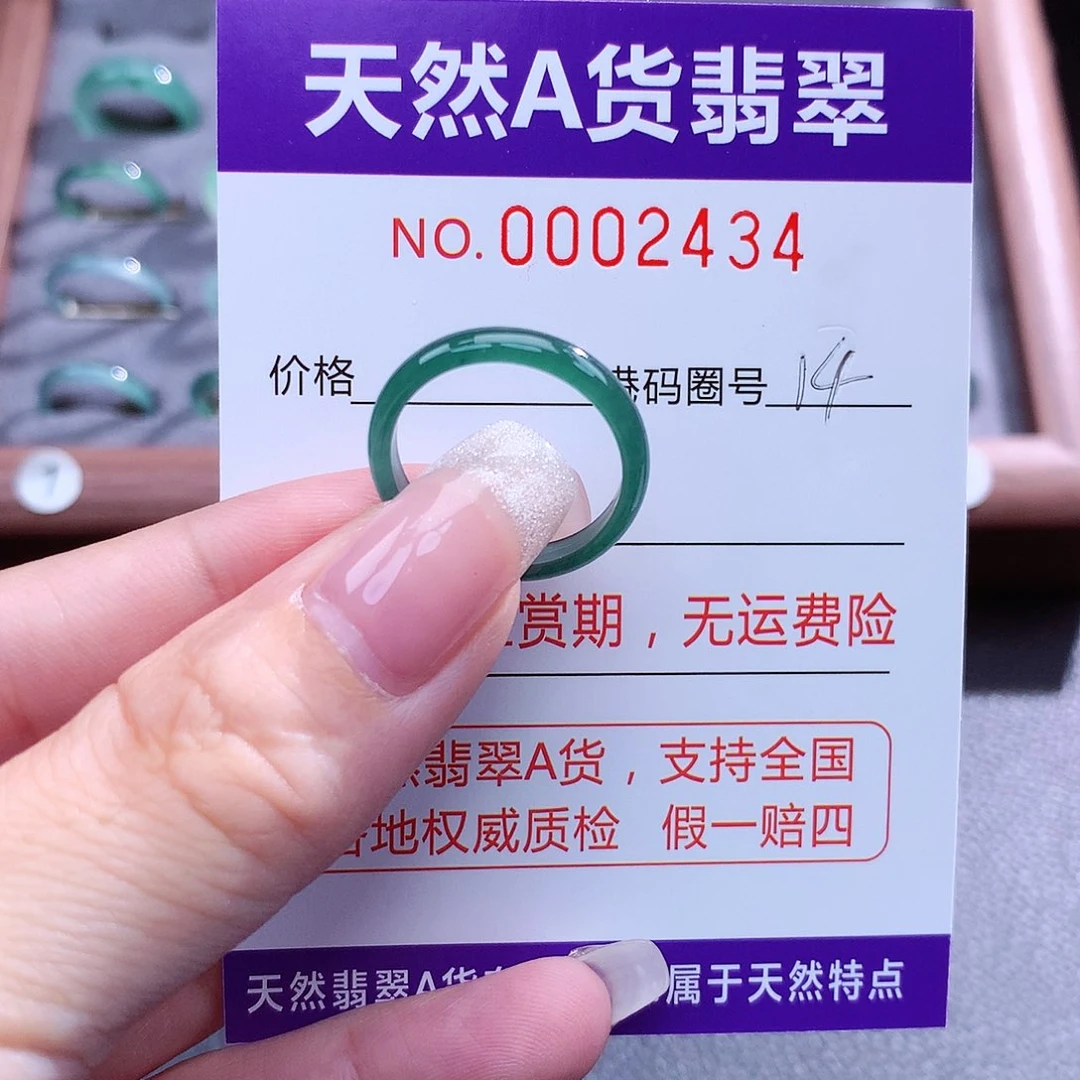 天然A货翡翠
NO.0002434
价格
港码圈号 14
赏期，无运费险
翡翠A货，支持全国
地权威质检 假一赔四
天然翡翠A货
属于天然特点
7